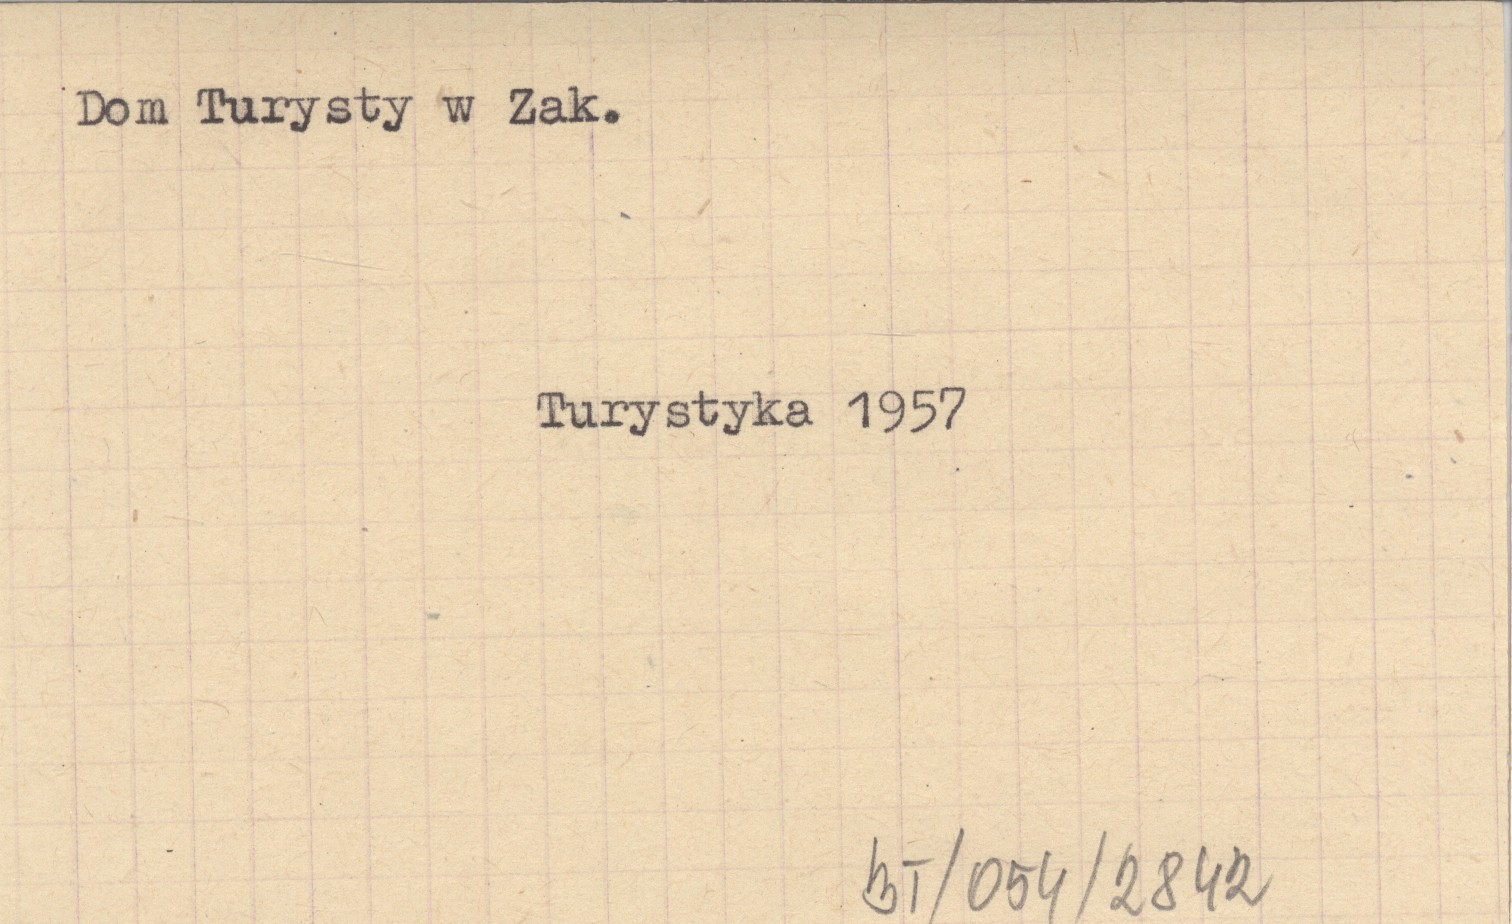 Dom Turysty w Zak.
Turystyka 1957
BT/054/2842